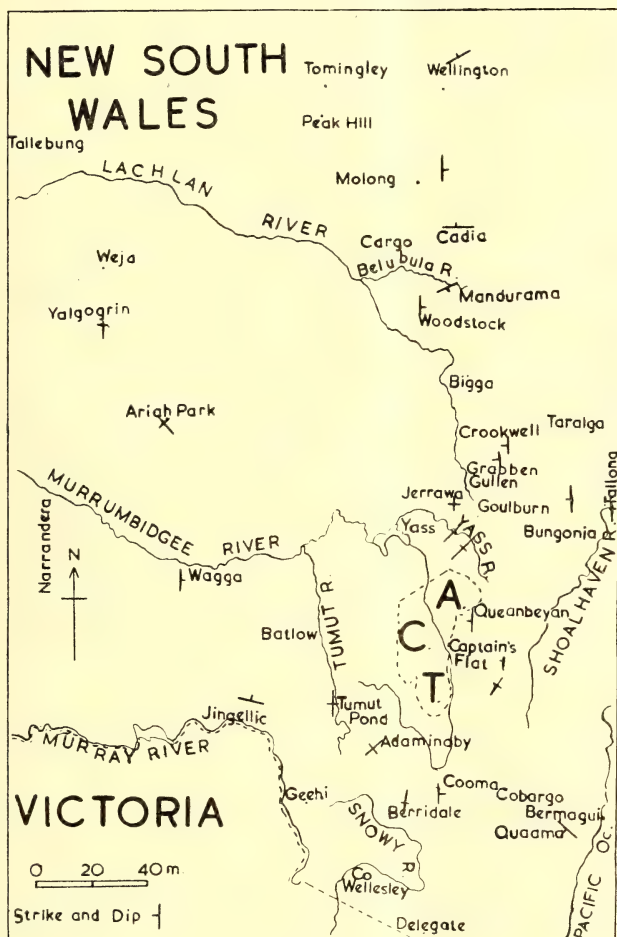 NEW SOUTH
WALES
Tomingley
Wellington
Peak Hill
Tallebung
LACHLAN
RIVER
Molong
Cargo
Cadia
Belubula R.
Weja
Yalgogrin
Mandurama
Woodstock
Bigga
Ariah Park
Crookwell
Taralga
Grabben
Gullen
Jerrawa
Goulburn
Tallona
MURRUMBIDGEE
RIVER
Narrandera
N
Yass
YASS R.
Bungonia
SHOALHAVEN R.
Wagga
A
C
T
Queanbeyan
Batlow
TUMUT R.
Captain's
Flat
Jingellic
Tumut
Pond
MURRAY RIVER
Adamindby
VICTORIA
Geehi
Cooma
Cobargo
Berridale
Bermagui
Quaama
SNOWY
R
PACIFIC Oc.
0 20 40 m.
Co
Wellesley
Strike and Dip
Delegate